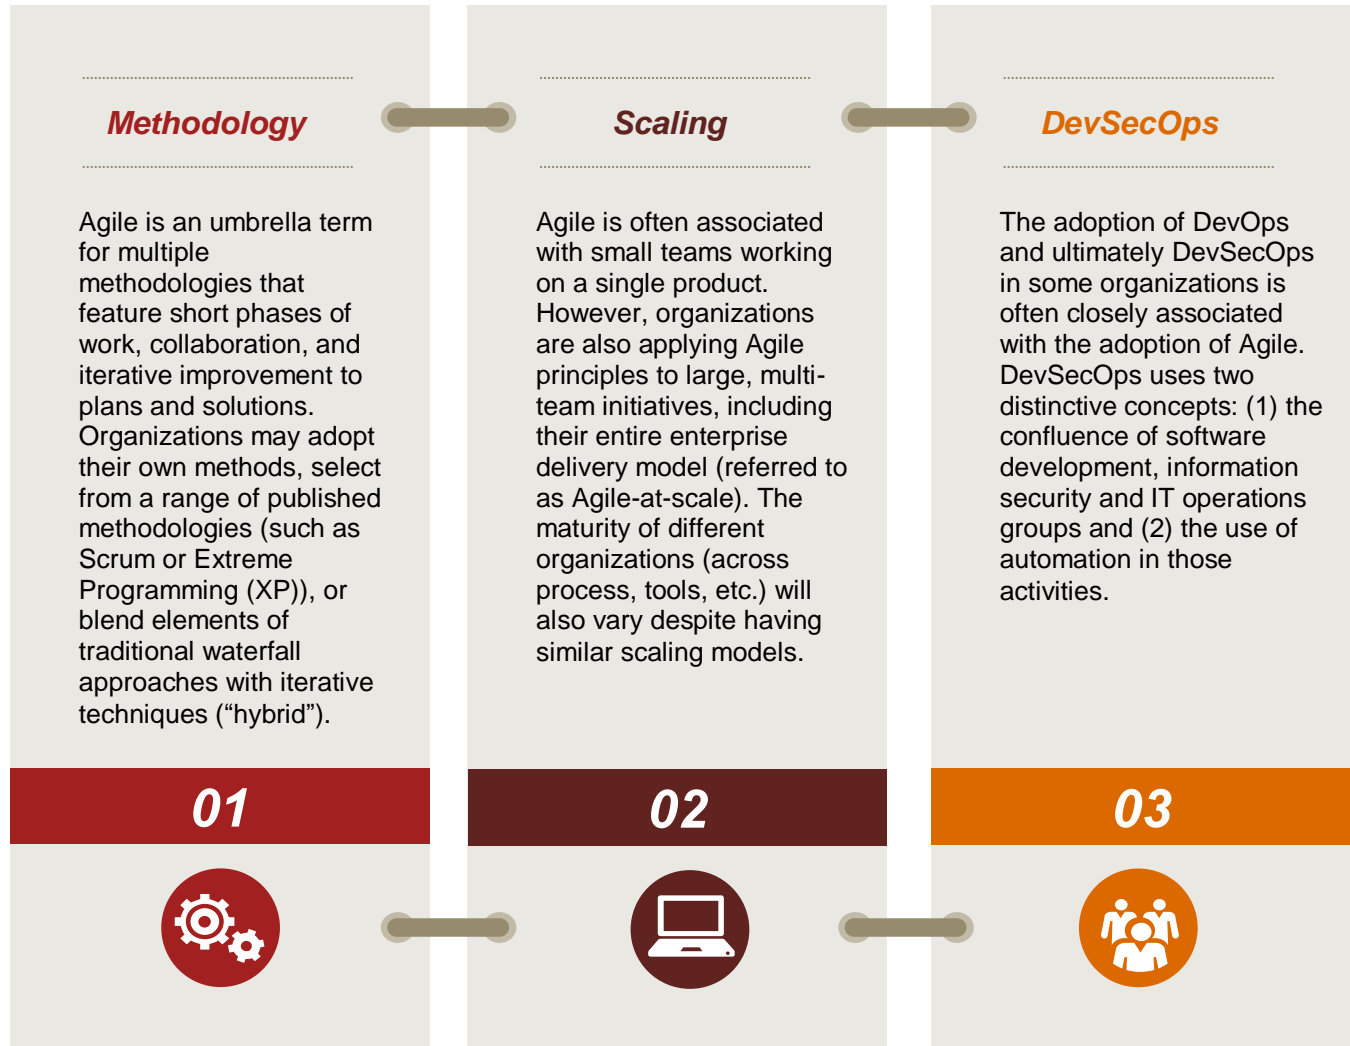 Methodology
Agile is an umbrella term
for multiple
methodologies that
feature short phases of
work, collaboration, and
iterative improvement to
plans and solutions.
Organizations may adopt
their own methods, select
from a range of published
methodologies (such as
Scrum or Extreme
Programming (XP)), or
blend elements of
traditional waterfall
approaches with iterative
techniques (“hybrid”).
01
Scaling
Agile is often associated
with small teams working
on a single product.
However, organizations
are also applying Agile
principles to large, multi-
team initiatives, including
their entire enterprise
delivery model (referred to
as Agile-at-scale). The
maturity of different
organizations (across
process, tools, etc.) will
also vary despite having
similar scaling models.
02
DevSecOps
The adoption of DevOps
and ultimately DevSecOps
in some organizations is
often closely associated
with the adoption of Agile.
DevSecOps uses two
distinctive concepts: (1) the
confluence of software
development, information
security and IT operations
groups and (2) the use of
automation in those
activities.
03